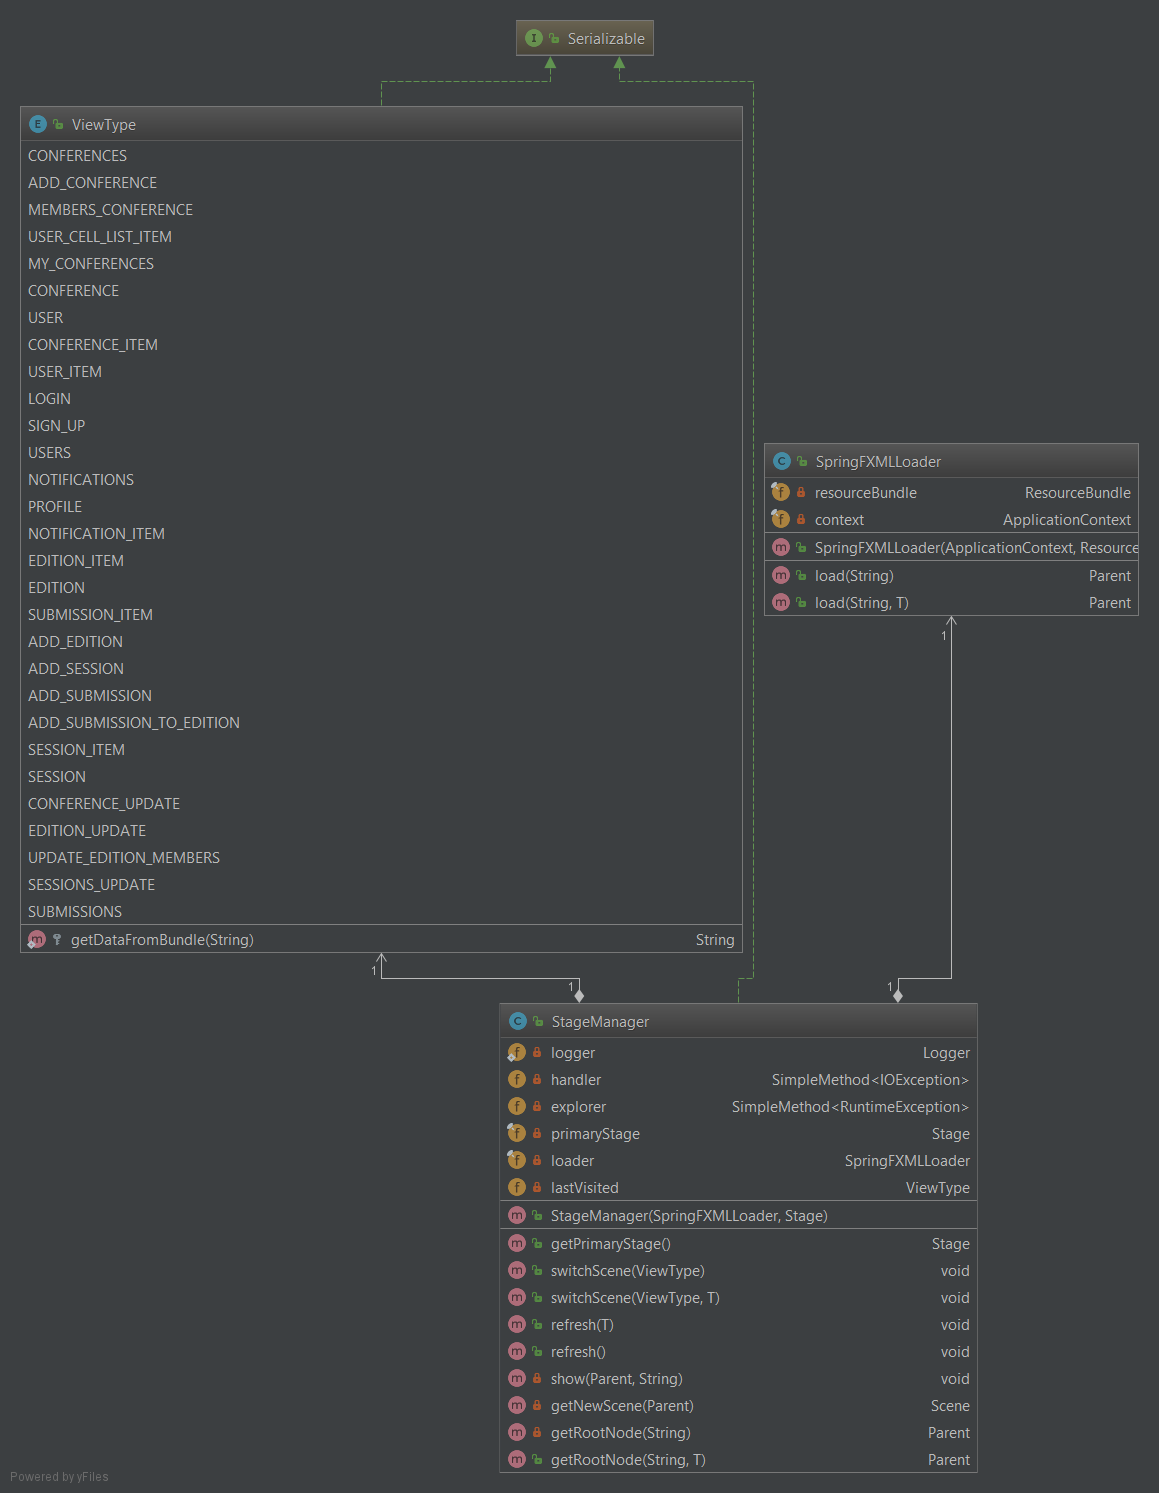 I Serializable
E ViewType
CONFERENCES
ADD_CONFERENCE
MEMBERS_CONFERENCE
USER_CELL_LIST_ITEM
MY_CONFERENCES
CONFERENCE
USER
CONFERENCE_ITEM
USER_ITEM
LOGIN
SIGN_UP
USERS
NOTIFICATIONS
PROFILE
NOTIFICATION_ITEM
EDITION_ITEM
EDITION
SUBMISSION_ITEM
ADD_EDITION
ADD_SESSION
ADD_SUBMISSION
ADD_SUBMISSION_TO_EDITION
SESSION_ITEM
SESSION
CONFERENCE_UPDATE
EDITION_UPDATE
UPDATE_EDITION_MEMBERS
SESSIONS_UPDATE
SUBMISSIONS
m getDataFromBundle(String) String
C SpringFXMLLoader
f resourceBundle ResourceBundle
f context ApplicationContext
m SpringFXMLLoader(ApplicationContext, Resource
m load(String) Parent
m load(String, T) Parent
1
1
1
1
C StageManager
f logger Logger
f handler SimpleMethod<IOException>
f explorer SimpleMethod<RuntimeException>
f primaryStage Stage
f loader SpringFXMLLoader
f lastVisited ViewType
m StageManager(SpringFXMLLoader, Stage)
m getPrimaryStage() Stage
m switchScene(ViewType) void
m switchScene(ViewType, T) void
m refresh(T) void
m refresh() void
m show(Parent, String) void
m getNewScene(Parent) Scene
m getRootNode(String) Parent
m getRootNode(String, T) Parent
Powered by yFiles